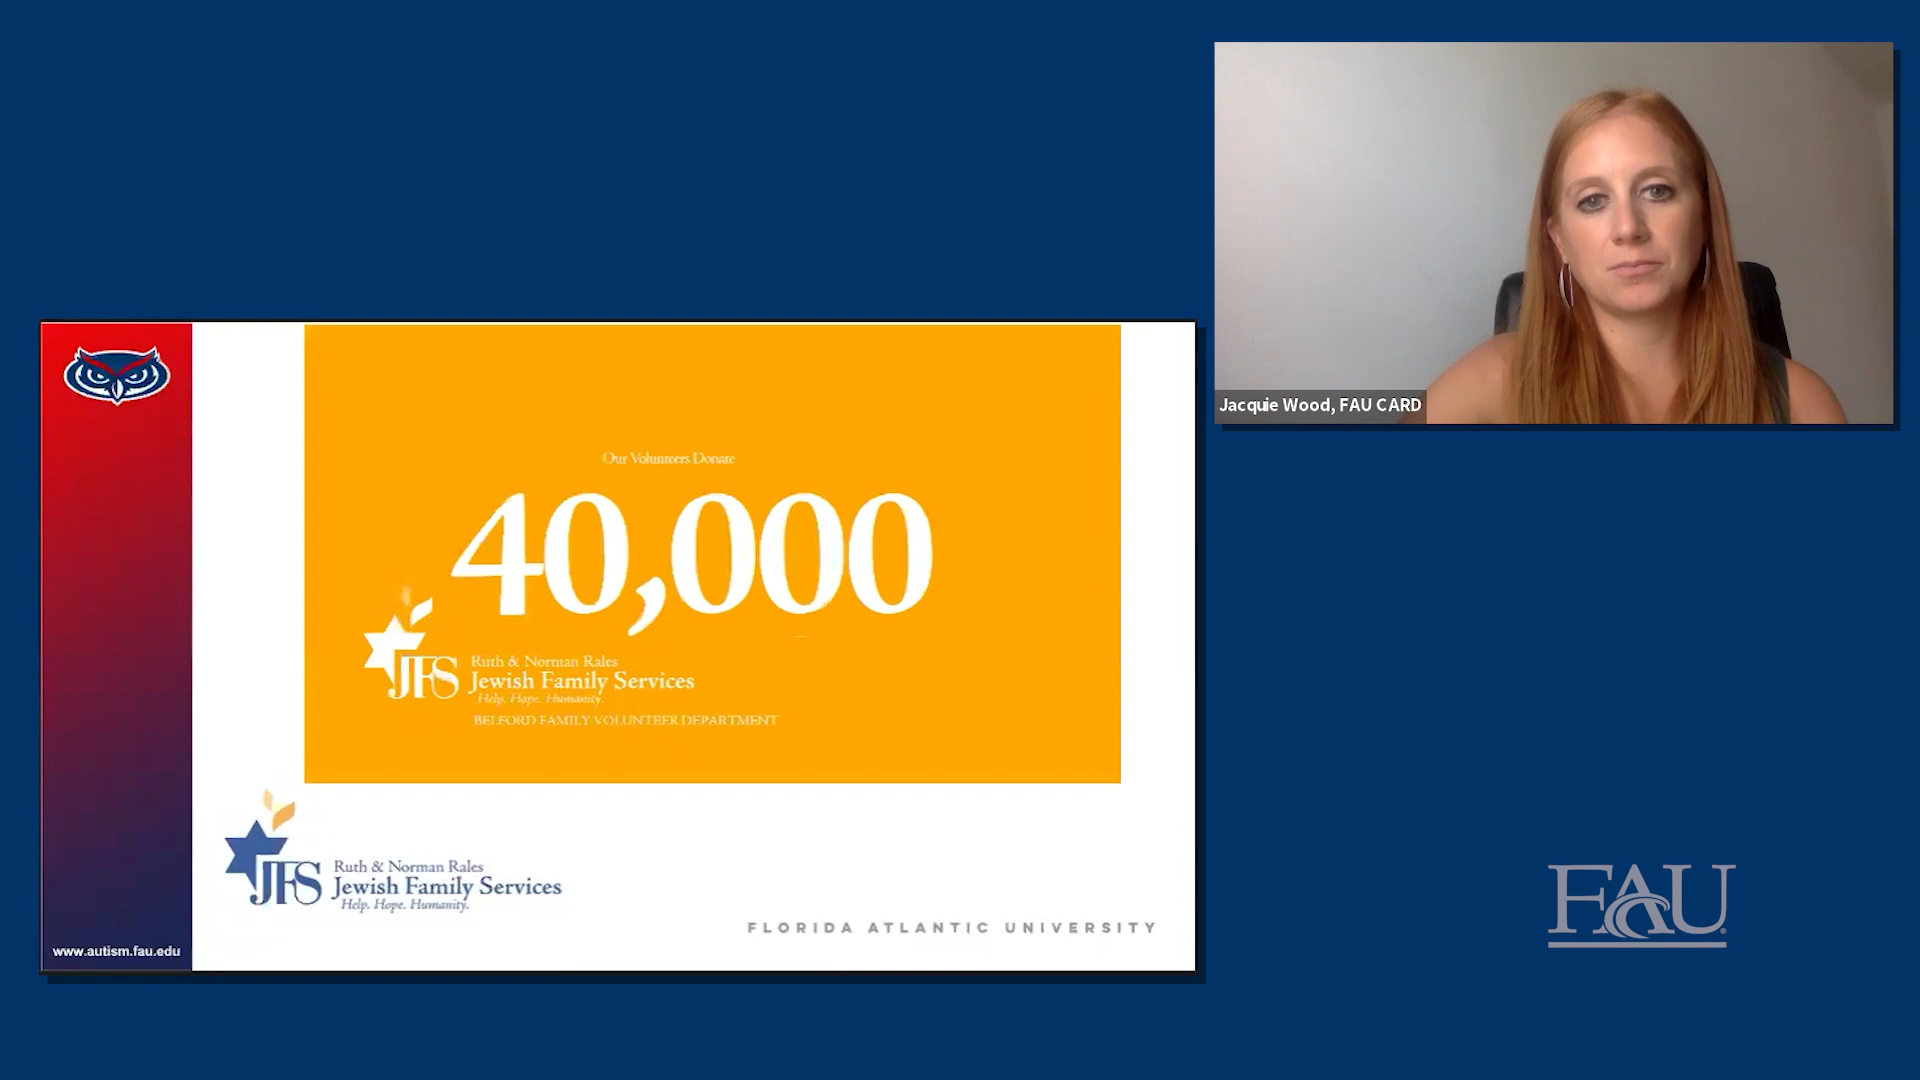 Jacquie Wood, FAU CARD
Our Volunteers Donate
40,000
JFS
Ruth & Norman Rales
Jewish Family Services
Help. Hope. Humanity.
BELFORD FAMILY VOLUNTEER DEPARTMENT
JFS
Ruth & Norman Rales
Jewish Family Services
Help. Hope. Humanity.
FLORIDA ATLANTIC UNIVERSITY
www.autism.fau.edu
FAU